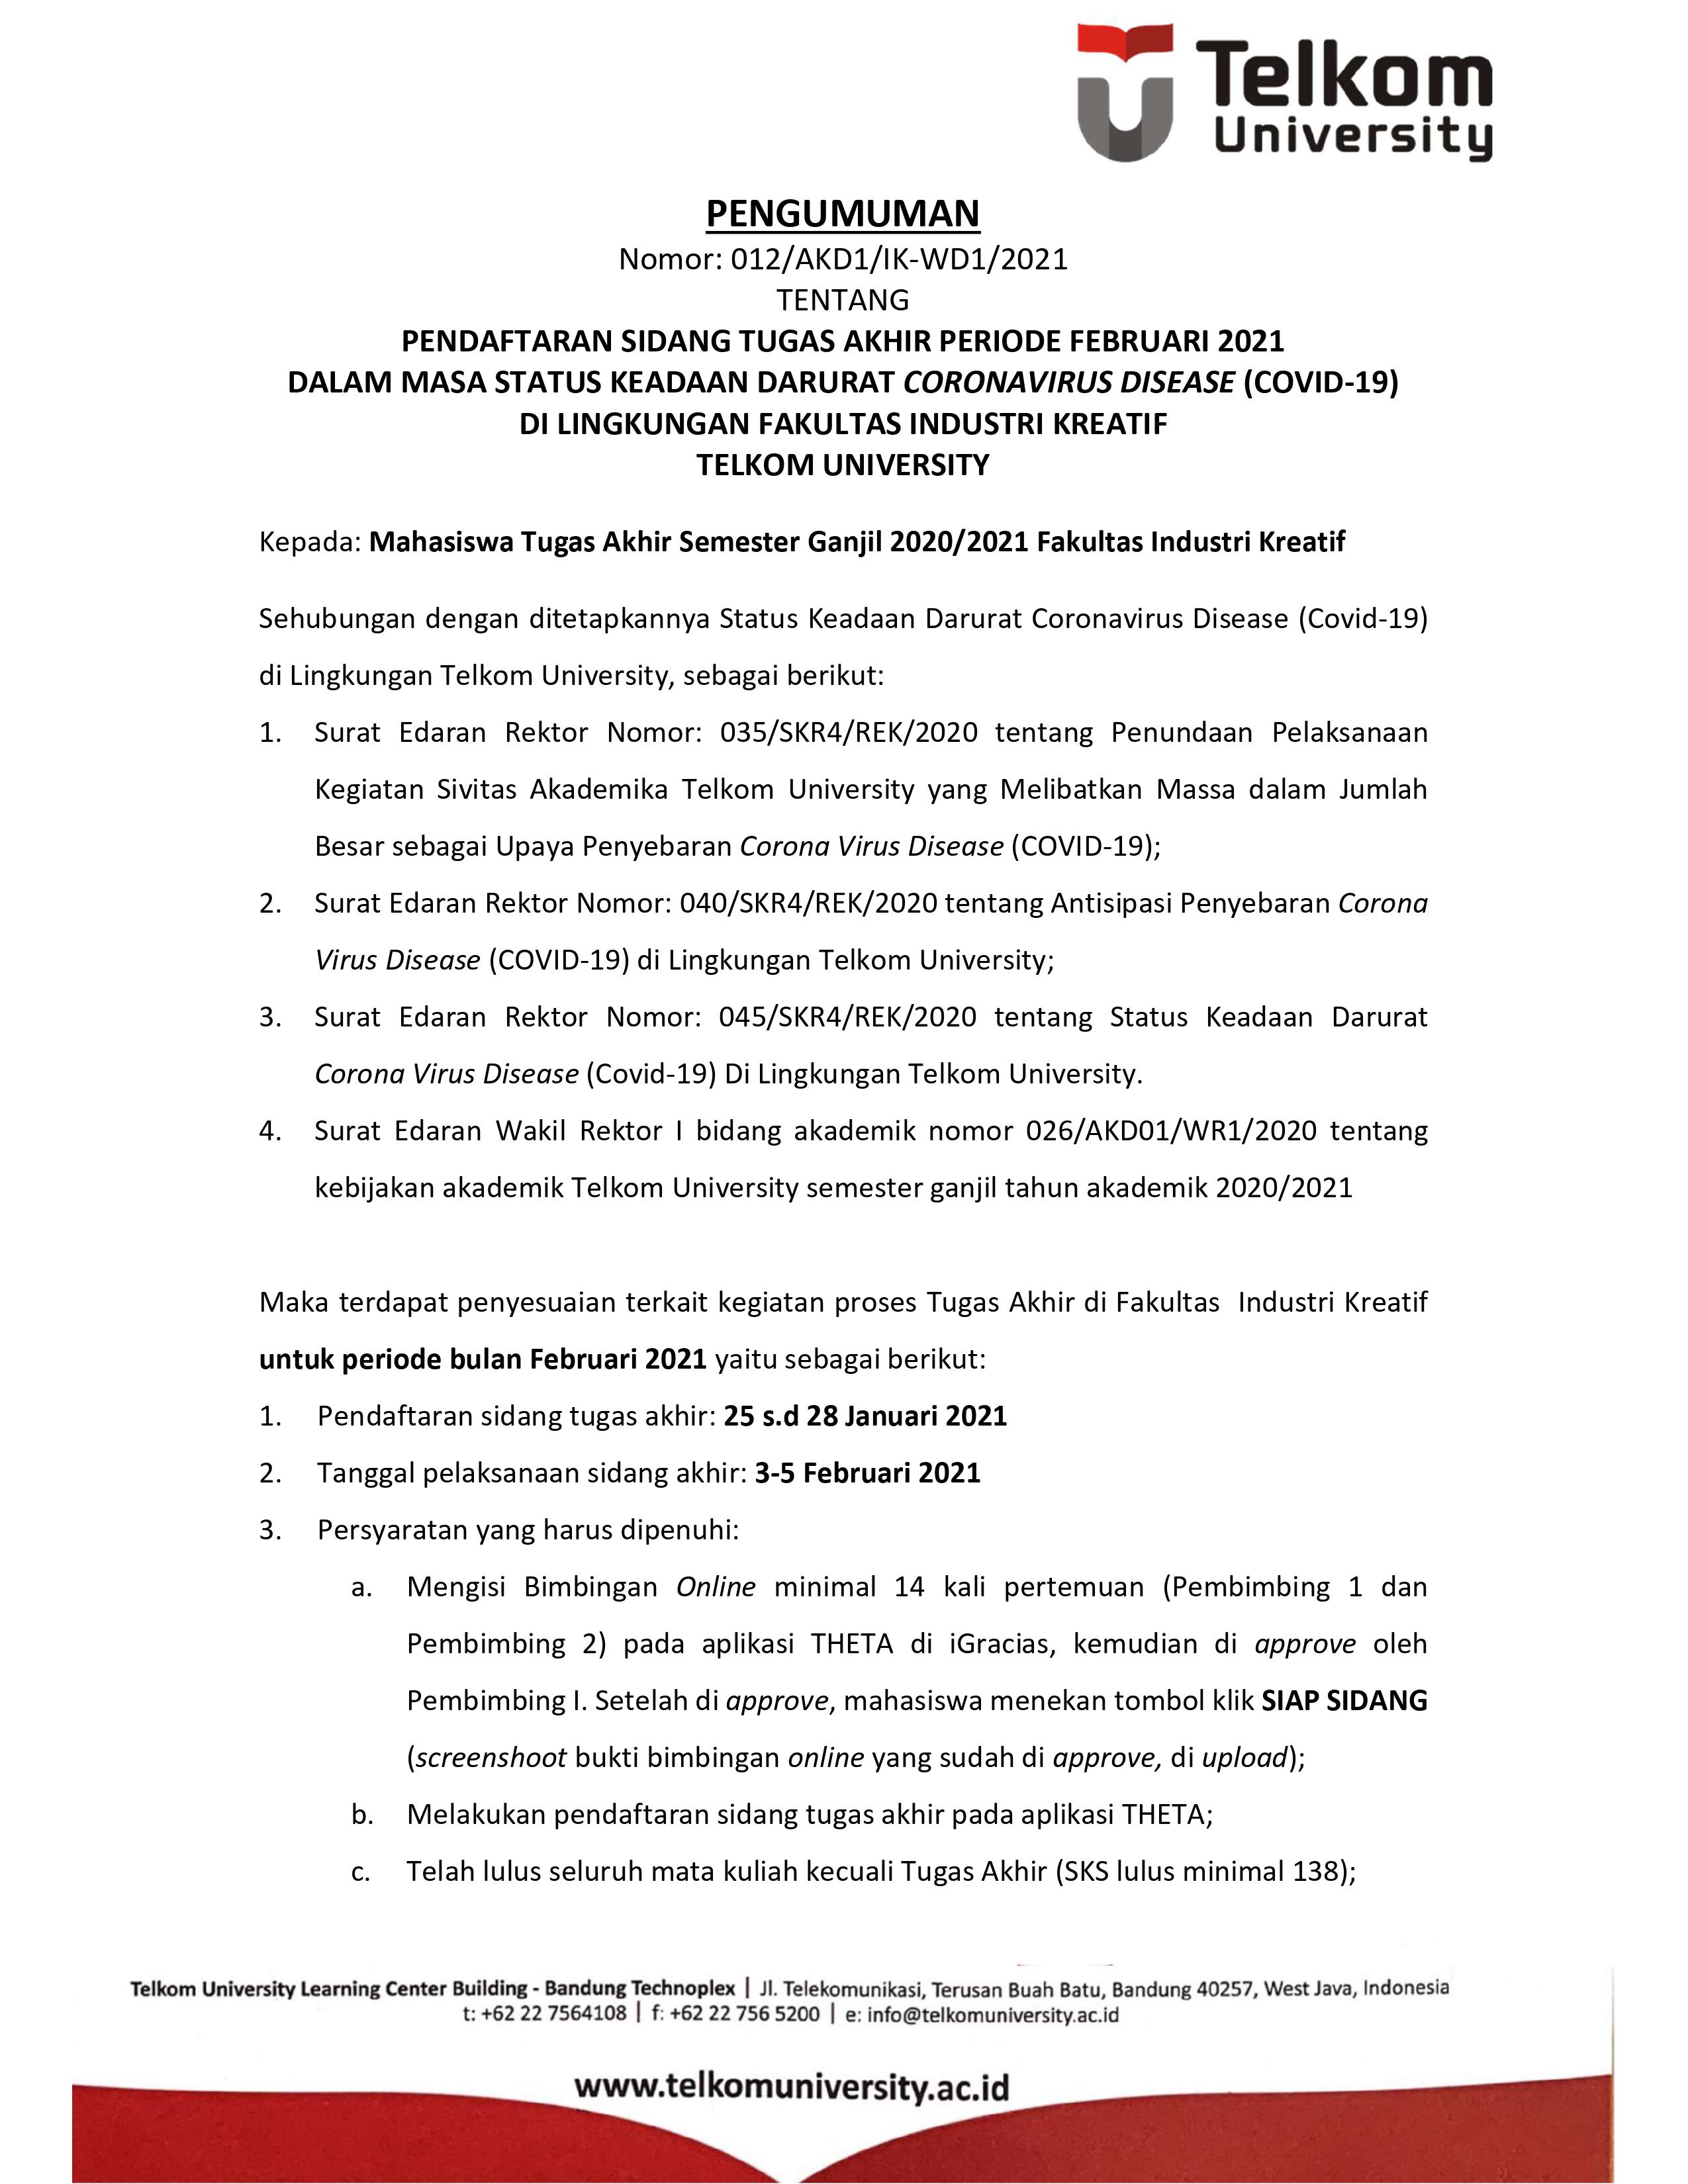 Telkom
University
PENGUMUMAN
Nomor: 012/AKD1/IK-WD1/2021
TENTANG
PENDAFTARAN SIDANG TUGAS AKHIR PERIODE FEBRUARI 2021
DALAM MASA STATUS KEADAAN DARURAT CORONAVIRUS DISEASE (COVID-19)
DI LINGKUNGAN FAKULTAS INDUSTRI KREATIF
TELKOM UNIVERSITY
Kepada: Mahasiswa Tugas Akhir Semester Ganjil 2020/2021 Fakultas Industri Kreatif
Sehubungan dengan ditetapkannya Status Keadaan Darurat Coronavirus Disease (Covid-19)
di Lingkungan Telkom University, sebagai berikut:
1. Surat Edaran Rektor Nomor: 035/SKR4/REK/2020 tentang Penundaan Pelaksanaan
Kegiatan Sivitas Akademika Telkom University yang Melibatkan Massa dalam Jumlah
Besar sebagai Upaya Penyebaran Corona Virus Disease (COVID-19);
2. Surat Edaran Rektor Nomor: 040/SKR4/REK/2020 tentang Antisipasi Penyebaran Corona
Virus Disease (COVID-19) di Lingkungan Telkom University;
3. Surat Edaran Rektor Nomor: 045/SKR4/REK/2020 tentang Status Keadaan Darurat
Corona Virus Disease (Covid-19) Di Lingkungan Telkom University.
4. Surat Edaran Wakil Rektor I bidang akademik nomor 026/AKD01/WR1/2020 tentang
kebijakan akademik Telkom University semester ganjil tahun akademik 2020/2021
Maka terdapat penyesuaian terkait kegiatan proses Tugas Akhir di Fakultas Industri Kreatif
untuk periode bulan Februari 2021 yaitu sebagai berikut:
1. Pendaftaran sidang tugas akhir: 25 s.d 28 Januari 2021
2. Tanggal pelaksanaan sidang akhir: 3-5 Februari 2021
3. Persyaratan yang harus dipenuhi:
a. Mengisi Bimbingan Online minimal 14 kali pertemuan (Pembimbing 1 dan
Pembimbing 2) pada aplikasi THETA di iGracias, kemudian di approve oleh
Pembimbing I. Setelah di approve, mahasiswa menekan tombol klik SIAP SIDANG
(screenshoot bukti bimbingan online yang sudah di approve, di upload);
b. Melakukan pendaftaran sidang tugas akhir pada aplikasi THETA;
c. Telah lulus seluruh mata kuliah kecuali Tugas Akhir (SKS lulus minimal 138);
Telkom University Learning Center Building - Bandung Technoplex | Jl. Telekomunikasi, Terusan Buah Batu, Bandung 40257, West Java, Indonesia
t: +62 22 7564108 | f: +62 22 756 5200 | e: info@telkomuniversity.ac.id
www.telkomuniversity.ac.id